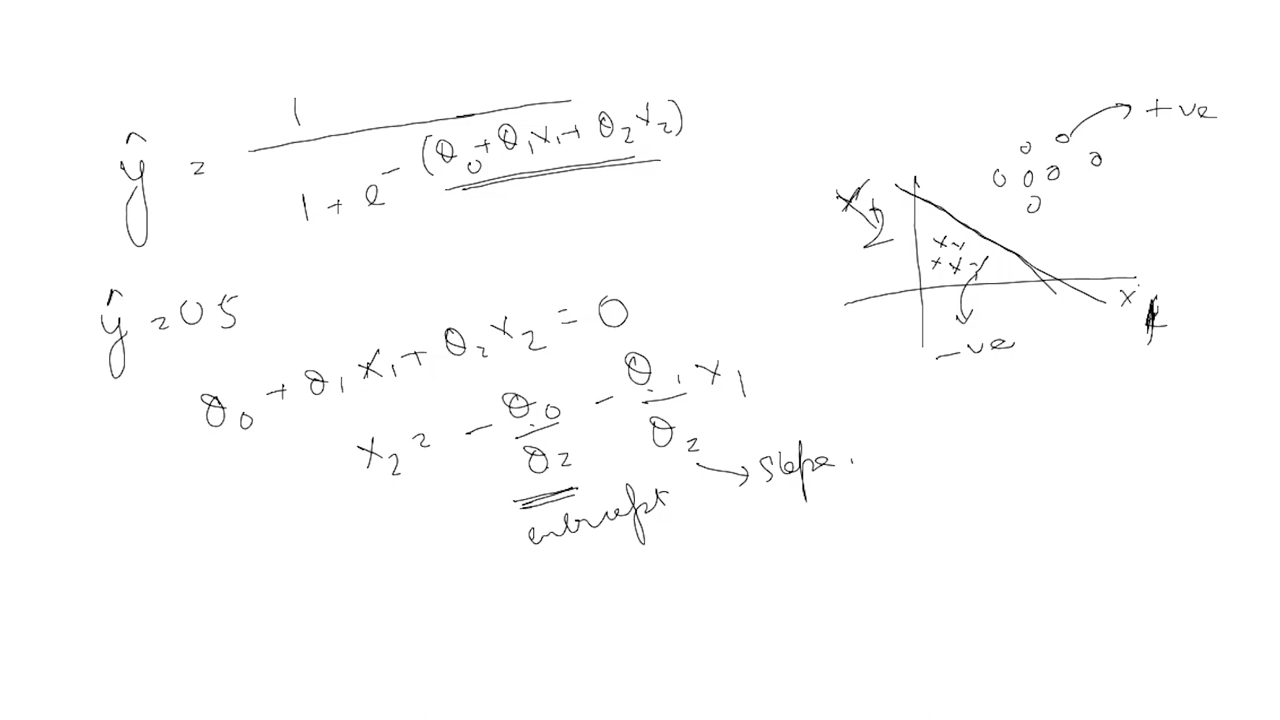 ŷ = 1 / (1 + e^-(θ0 + θ1x1 + θ2x2))
ŷ = 0.5
θ0 + θ1x1 + θ2x2 = 0
x2 = - θ0/θ2 - θ1/θ2 x1
intercept
slope.
+ve
x2
x x
x x x
-ve
x1